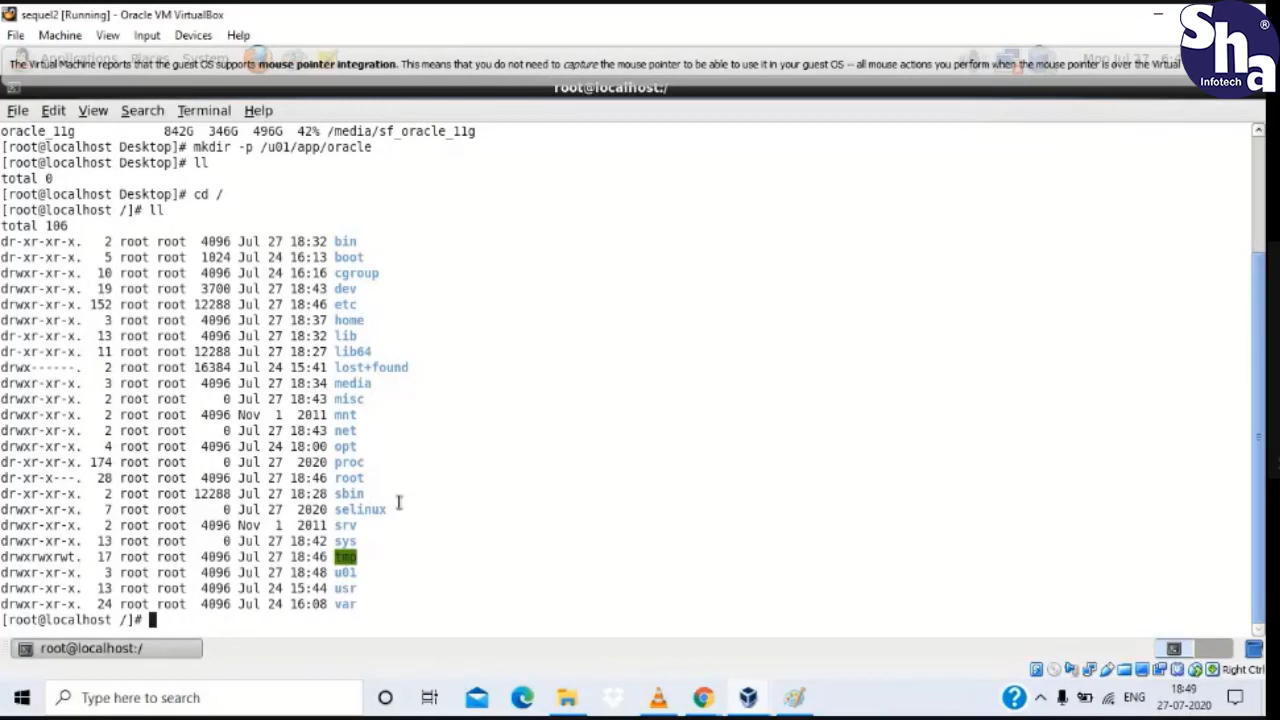 sequel2 [Running] - Oracle VM VirtualBox
File Machine View Input Devices Help
Applications Places System
The Virtual Machine reports that the guest OS supports mouse pointer integration. This means that you do not need to capture the mouse pointer to be able to use it in your guest OS -- all mouse actions you perform when the mouse pointer is over the Virtual
Sha
Infotech
®
root@localhost:/
File Edit View Search Terminal Help
oracle_11g 842G 346G 496G 42% /media/sf_oracle_11g
[root@localhost Desktop]# mkdir -p /u01/app/oracle
[root@localhost Desktop]# ll
total 0
[root@localhost Desktop]# cd /
[root@localhost /]# ll
total 106
dr-xr-xr-x. 2 root root 4096 Jul 27 18:32 bin
dr-xr-xr-x. 5 root root 1024 Jul 24 16:13 boot
drwxr-xr-x. 10 root root 4096 Jul 24 16:16 cgroup
drwxr-xr-x. 19 root root 3700 Jul 27 18:43 dev
drwxr-xr-x. 152 root root 12288 Jul 27 18:46 etc
drwxr-xr-x. 3 root root 4096 Jul 27 18:37 home
dr-xr-xr-x. 13 root root 4096 Jul 27 18:32 lib
dr-xr-xr-x. 11 root root 12288 Jul 27 18:27 lib64
drwx------. 2 root root 16384 Jul 24 15:41 lost+found
drwxr-xr-x. 3 root root 4096 Jul 27 18:34 media
drwxr-xr-x. 2 root root 0 Jul 27 18:43 misc
drwxr-xr-x. 2 root root 4096 Nov 1 2011 mnt
drwxr-xr-x. 2 root root 0 Jul 27 18:43 net
drwxr-xr-x. 4 root root 4096 Jul 24 18:00 opt
dr-xr-xr-x. 174 root root 0 Jul 27 2020 proc
dr-xr-x---. 28 root root 4096 Jul 27 18:46 root
dr-xr-xr-x. 2 root root 12288 Jul 27 18:28 sbin
drwxr-xr-x. 7 root root 0 Jul 27 2020 selinux
drwxr-xr-x. 2 root root 4096 Nov 1 2011 srv
drwxr-xr-x. 13 root root 0 Jul 27 18:42 sys
drwxrwxrwt. 17 root root 4096 Jul 27 18:46 tmp
drwxr-xr-x. 3 root root 4096 Jul 27 18:48 u01
drwxr-xr-x. 13 root root 4096 Jul 24 15:44 usr
drwxr-xr-x. 24 root root 4096 Jul 24 16:08 var
[root@localhost /]#
root@localhost:/
Right Ctrl
Type here to search
ENG
18:49
27-07-2020